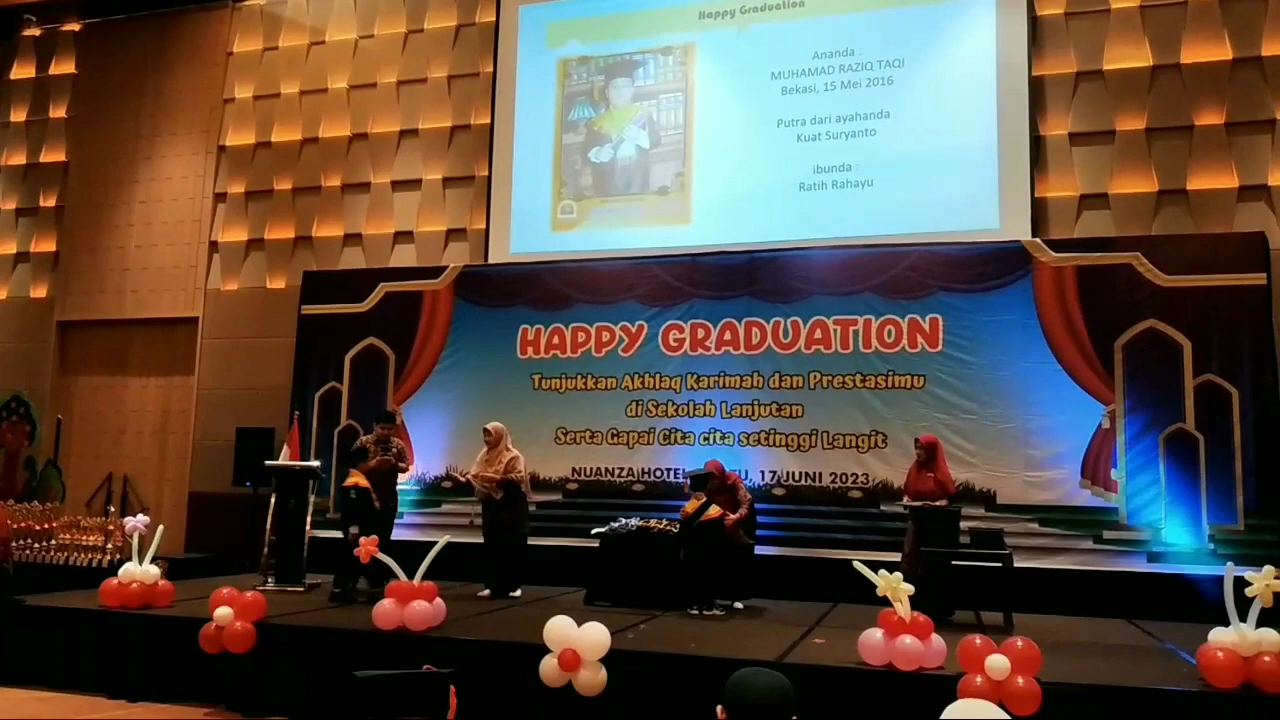 Happy Graduation
Ananda :
MUHAMAD RAZIQ TAQI
Bekasi, 15 Mei 2016
Putra dari ayahanda
Kuat Suryanto
ibunda :
Ratih Rahayu
HAPPY GRADUATION
Tunjukkan Akhlaq Karimah dan Prestasimu
di Sekolah Lanjutan
Serta Gapai Cita cita setinggi Langit
NUANZA HOTEL 17 JUNI 2023